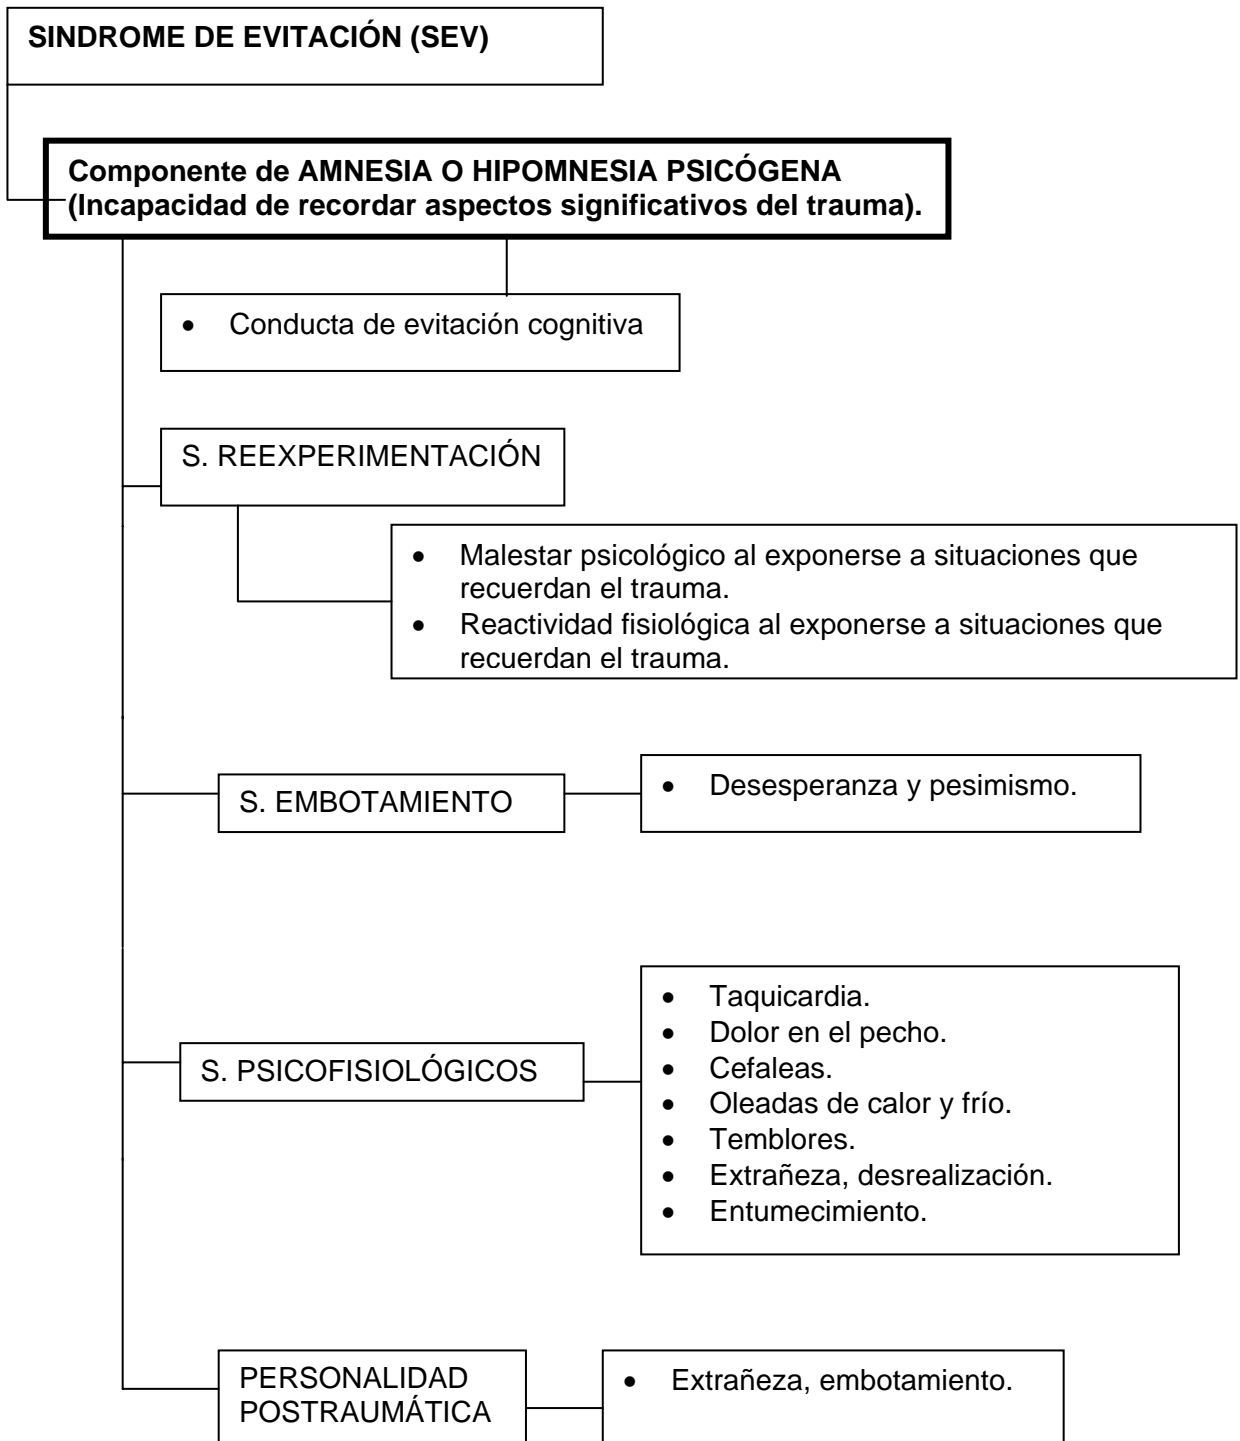 SINDROME DE EVITACIÓN (SEV)
Componente de AMNESIA O HIPOMNESIA PSICÓGENA
(Incapacidad de recordar aspectos significativos del trauma).
• Conducta de evitación cognitiva
S. REEXPERIMENTACIÓN
• Malestar psicológico al exponerse a situaciones que
recuerdan el trauma.
• Reactividad fisiológica al exponerse a situaciones que
recuerdan el trauma.
S. EMBOTAMIENTO
• Desesperanza y pesimismo.
S. PSICOFISIOLÓGICOS
• Taquicardia.
• Dolor en el pecho.
• Cefaleas.
• Oleadas de calor y frío.
• Temblores.
• Extrañeza, desrealización.
• Entumecimiento.
PERSONALIDAD
POSTRAUMÁTICA
• Extrañeza, embotamiento.